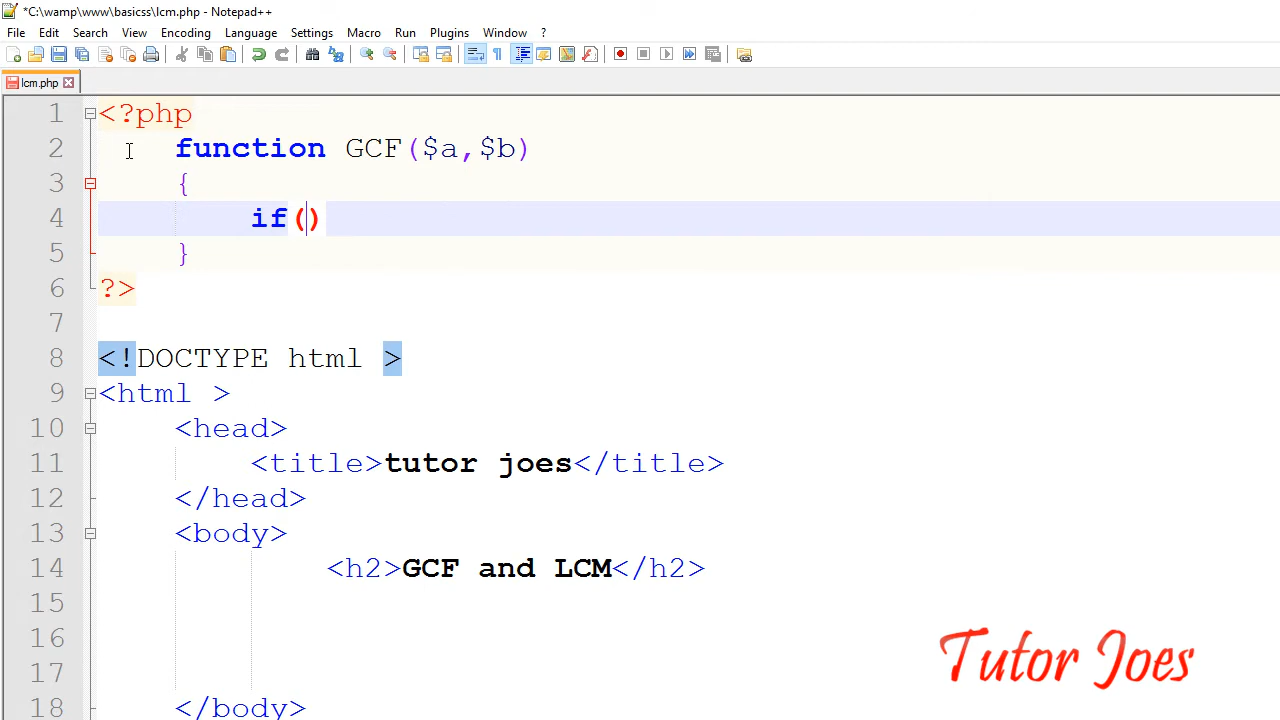 *C:\wamp\www\basicss\lcm.php - Notepad++
File Edit Search View Encoding Language Settings Macro Run Plugins Window ?
lcm.php
1 <?php
2 function GCF($a,$b)
3 {
4 if()
5 }
6 ?>
7
8 <!DOCTYPE html >
9 <html >
10 <head>
11 <title>tutor joes</title>
12 </head>
13 <body>
14 <h2>GCF and LCM</h2>
15
16
17
18 </body>
Tutor Joes